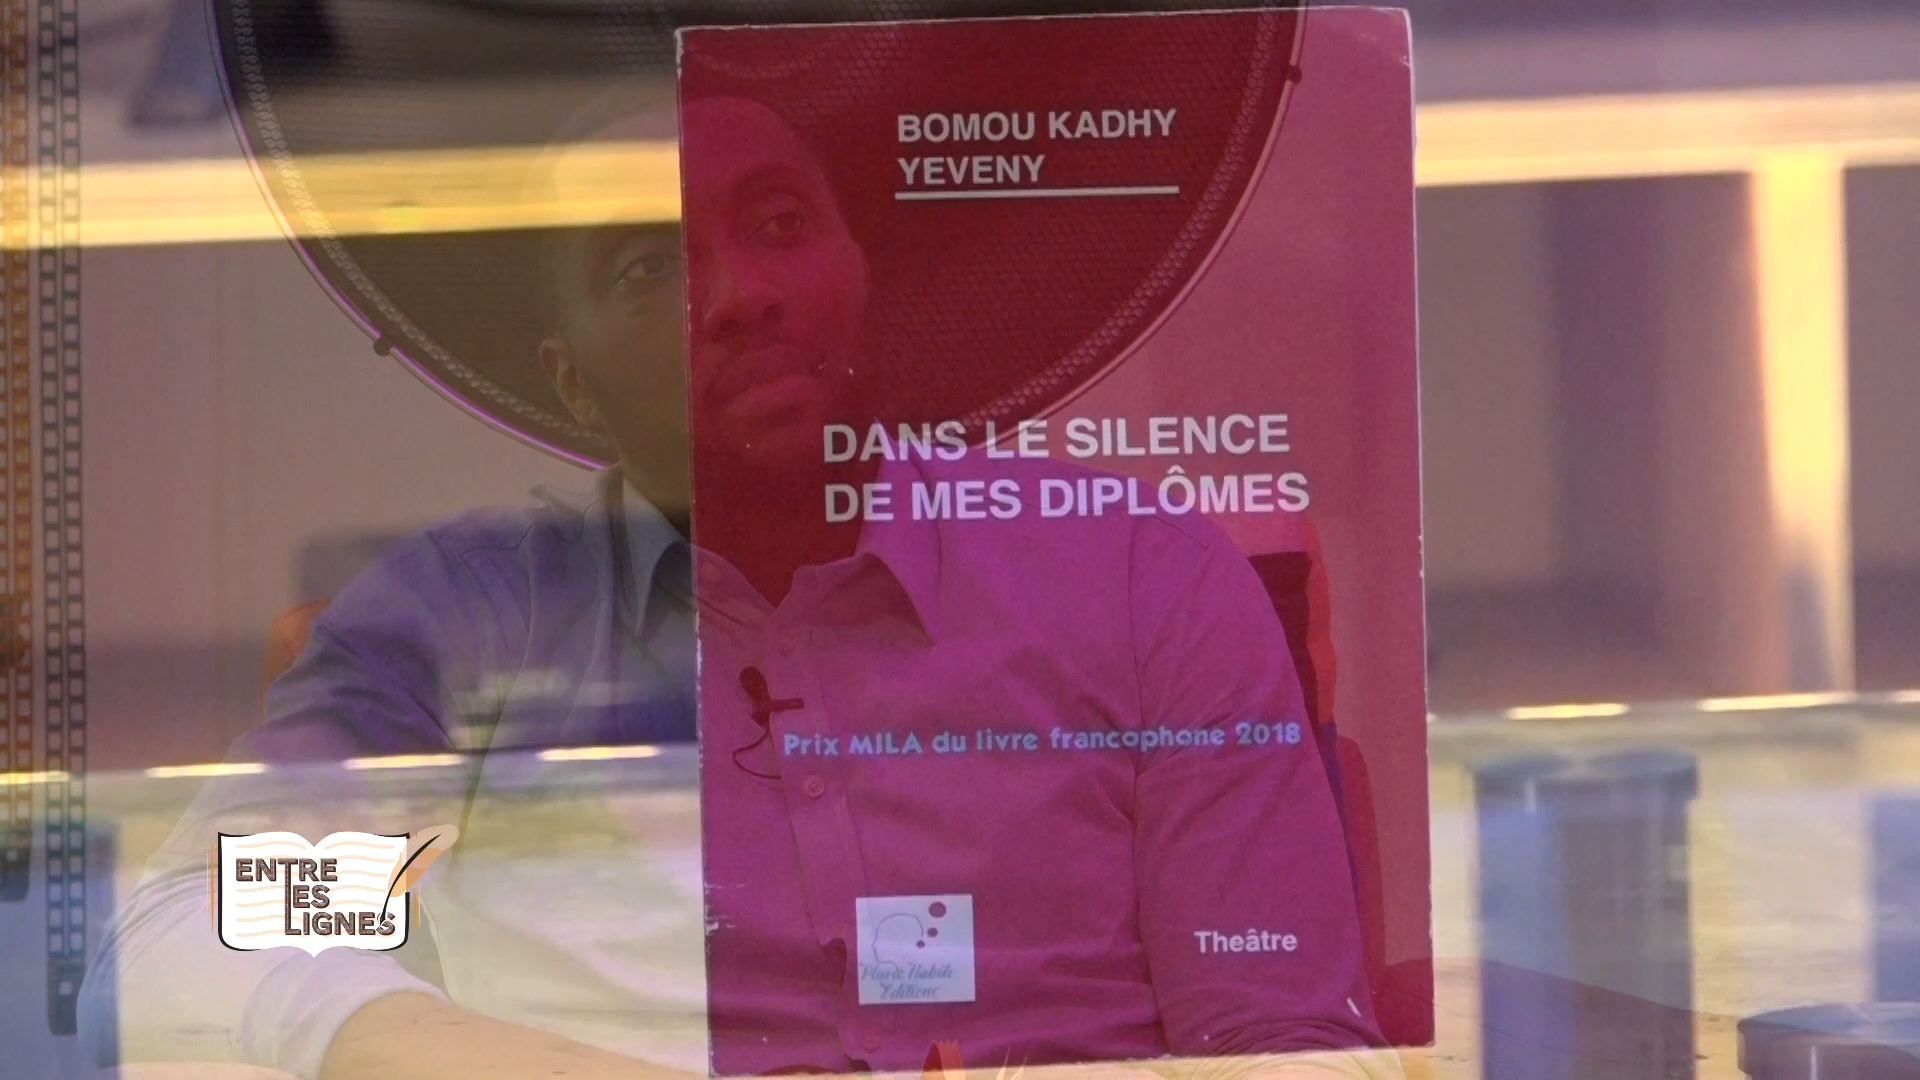 BOMOU KADHY
YEVENY
DANS LE SILENCE
DE MES DIPLÔMES
Prix MILA du livre francophone 2018
Theâtre
Editions
ENTRE
LES
LIGNES